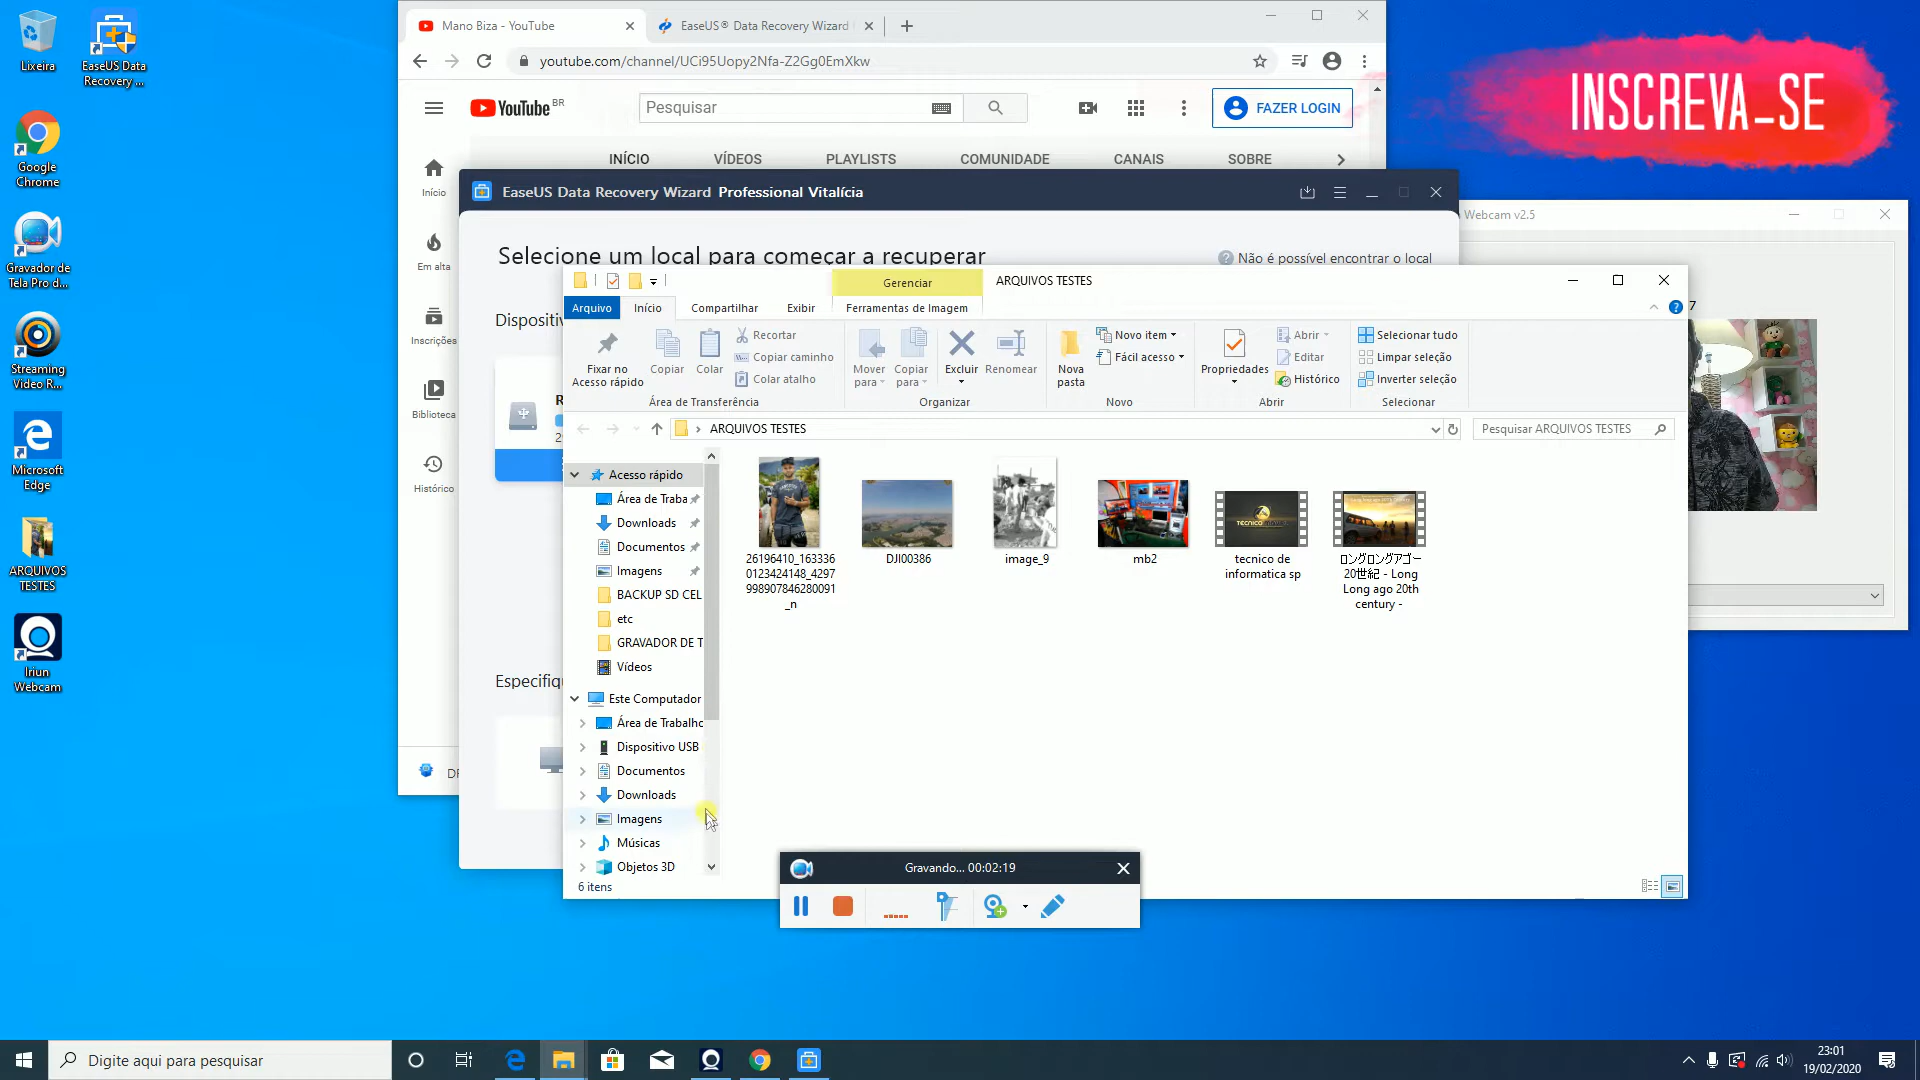 Lixeira
EaseUS Data
Recovery ...
Google
Chrome
Gravador de
Tela Pro d...
Streaming
Video R...
Microsoft
Edge
ARQUIVOS
TESTES
Iriun
Webcam
Mano Biza - YouTube
EaseUS® Data Recovery Wizard
youtube.com/channel/UCi95Uopy2Nfa-Z2Gg0EmXkw
YouTube BR
Pesquisar
FAZER LOGIN
INÍCIO
VÍDEOS
PLAYLISTS
COMUNIDADE
CANAIS
SOBRE
Início
Em alta
Inscrições
Biblioteca
Histórico
INSCREVA_SE
EaseUS Data Recovery Wizard Professional Vitalícia
Selecione um local para começar a recuperar
Não é possível encontrar o local
Dispositiv
Especifiq
Webcam v2.5
7
Gerenciar
ARQUIVOS TESTES
Arquivo
Início
Compartilhar
Exibir
Ferramentas de Imagem
Fixar no
Acesso rápido
Copiar
Colar
Recortar
Copiar caminho
Colar atalho
Área de Transferência
Mover
para
Copiar
para
Excluir
Renomear
Organizar
Nova
pasta
Novo item
Fácil acesso
Novo
Propriedades
Abrir
Editar
Histórico
Abrir
Selecionar tudo
Limpar seleção
Inverter seleção
Selecionar
ARQUIVOS TESTES
Pesquisar ARQUIVOS TESTES
Acesso rápido
Área de Traba
Downloads
Documentos
Imagens
BACKUP SD CEL
etc
GRAVADOR DE T
Vídeos
Este Computador
Área de Trabalho
Dispositivo USB
Documentos
Downloads
Imagens
Músicas
Objetos 3D
6 itens
26196410_163336
0123424148_4297
998907846280091
_n
DJI00386
image_9
mb2
tecnico de
informatica sp
ロングロングアゴー
20世紀 - Long
Long ago 20th
century -
Gravando... 00:02:19
Digite aqui para pesquisar
23:01
19/02/2020